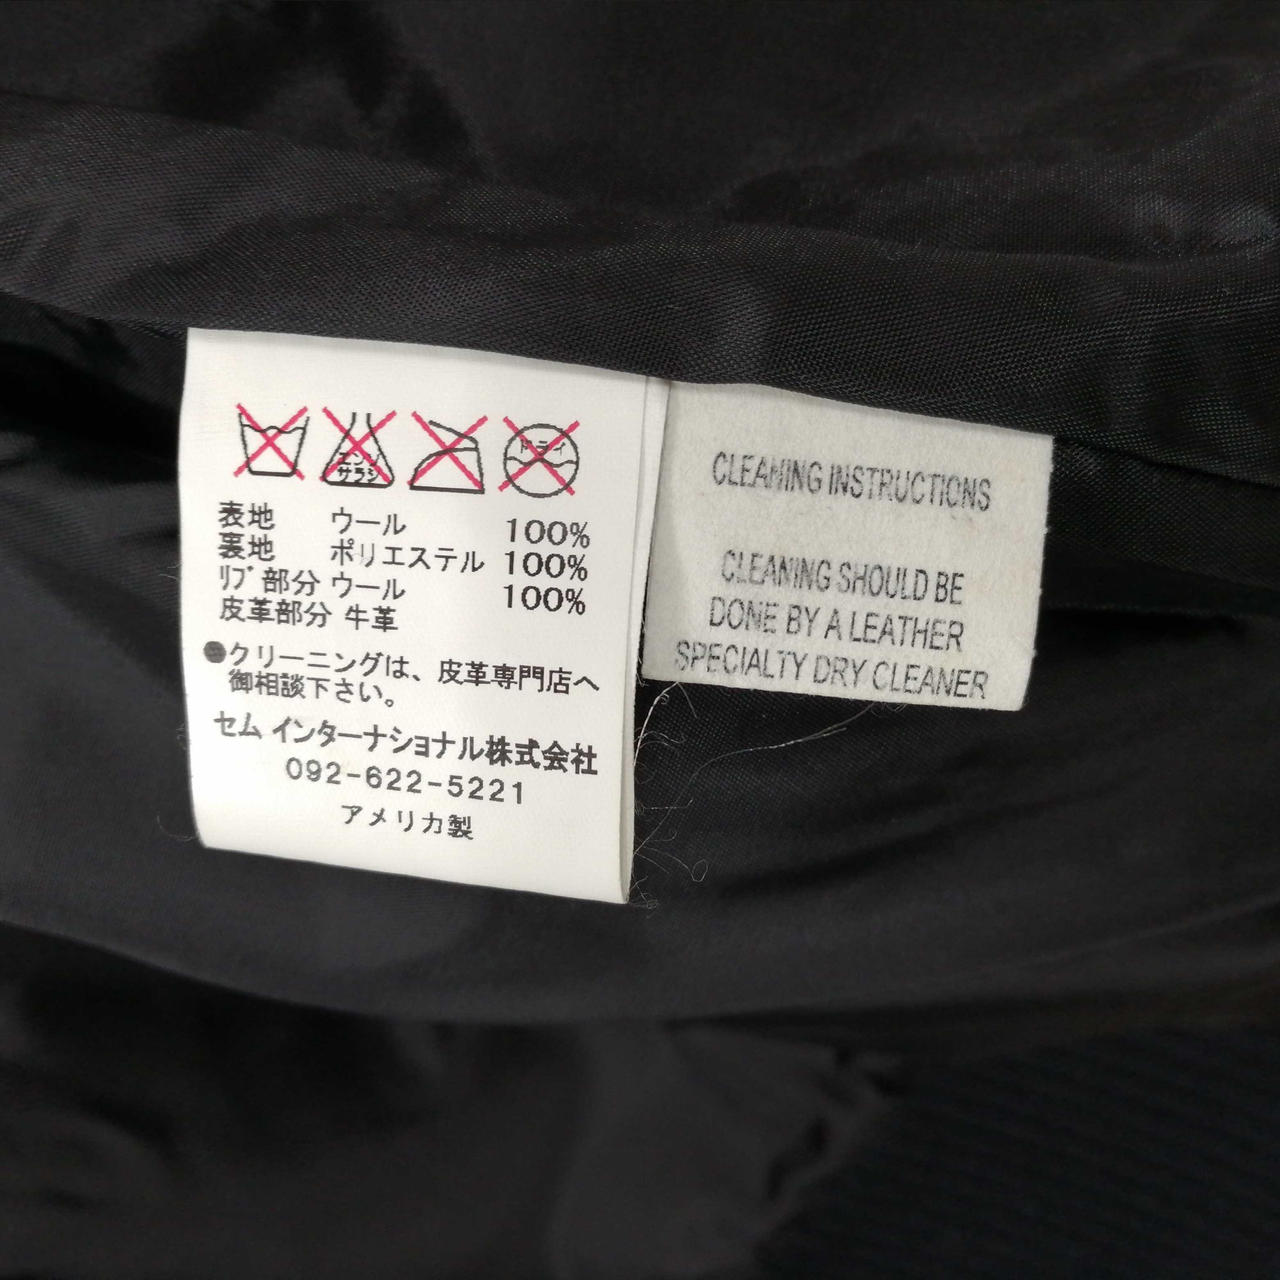 エンソ
サラシ
ドライ
表地 ウール 100%
裏地 ポリエステル 100%
リブ部分 ウール 100%
皮革部分 牛革
●クリーニングは、皮革専門店へ
御相談下さい。
セム インターナショナル株式会社
092-622-5221
アメリカ製
CLEANING INSTRUCTIONS
CLEANING SHOULD BE
DONE BY A LEATHER
SPECIALTY DRY CLEANER